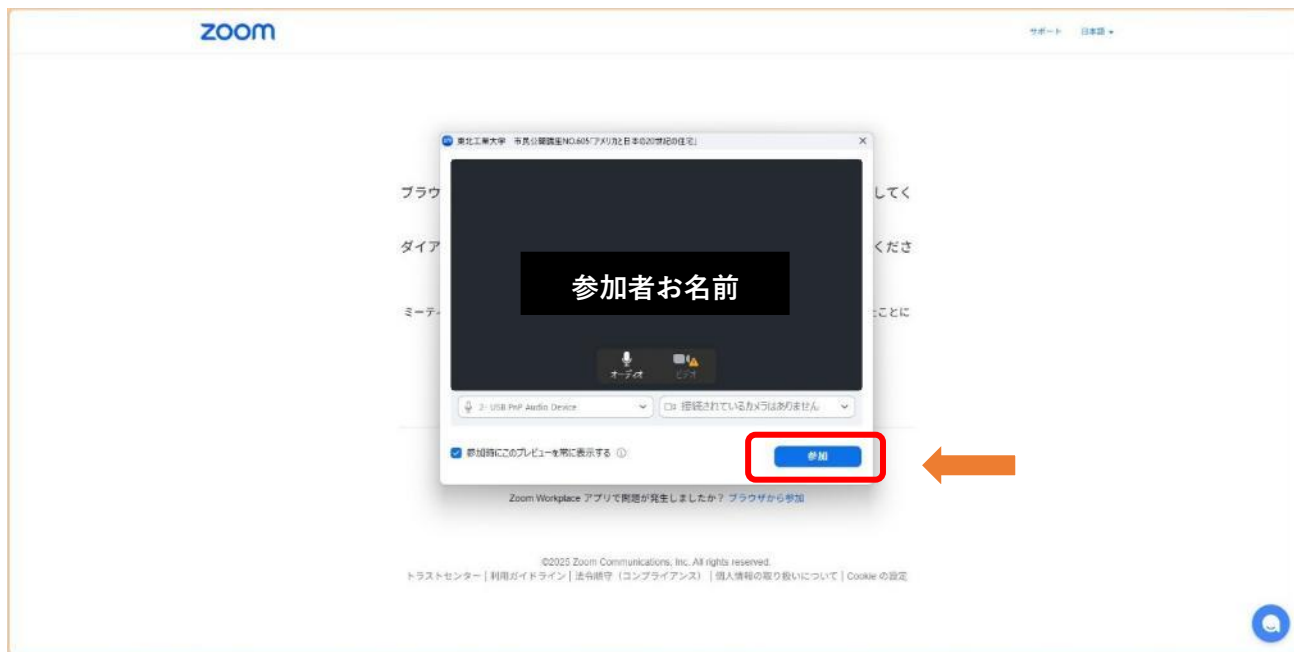 zoom
サポート 日本語
東北工業大学 市民公開講座NO.605「アメリカと日本の20世紀の住宅」
ブラウ
してく
ダイア
くださ
参加者お名前
ミーテ
たことに
オーディオ
ビデオ
2- USB PnP Audio Device
接続されているカメラはありません
参加時にこのプレビューを常に表示する
参加
Zoom Workplace アプリで問題が発生しましたか? ブラウザから参加
©2025 Zoom Communications, Inc. All rights reserved.
トラストセンター | 利用ガイドライン | 法令順守(コンプライアンス) | 個人情報の取り扱いについて | Cookie の設定